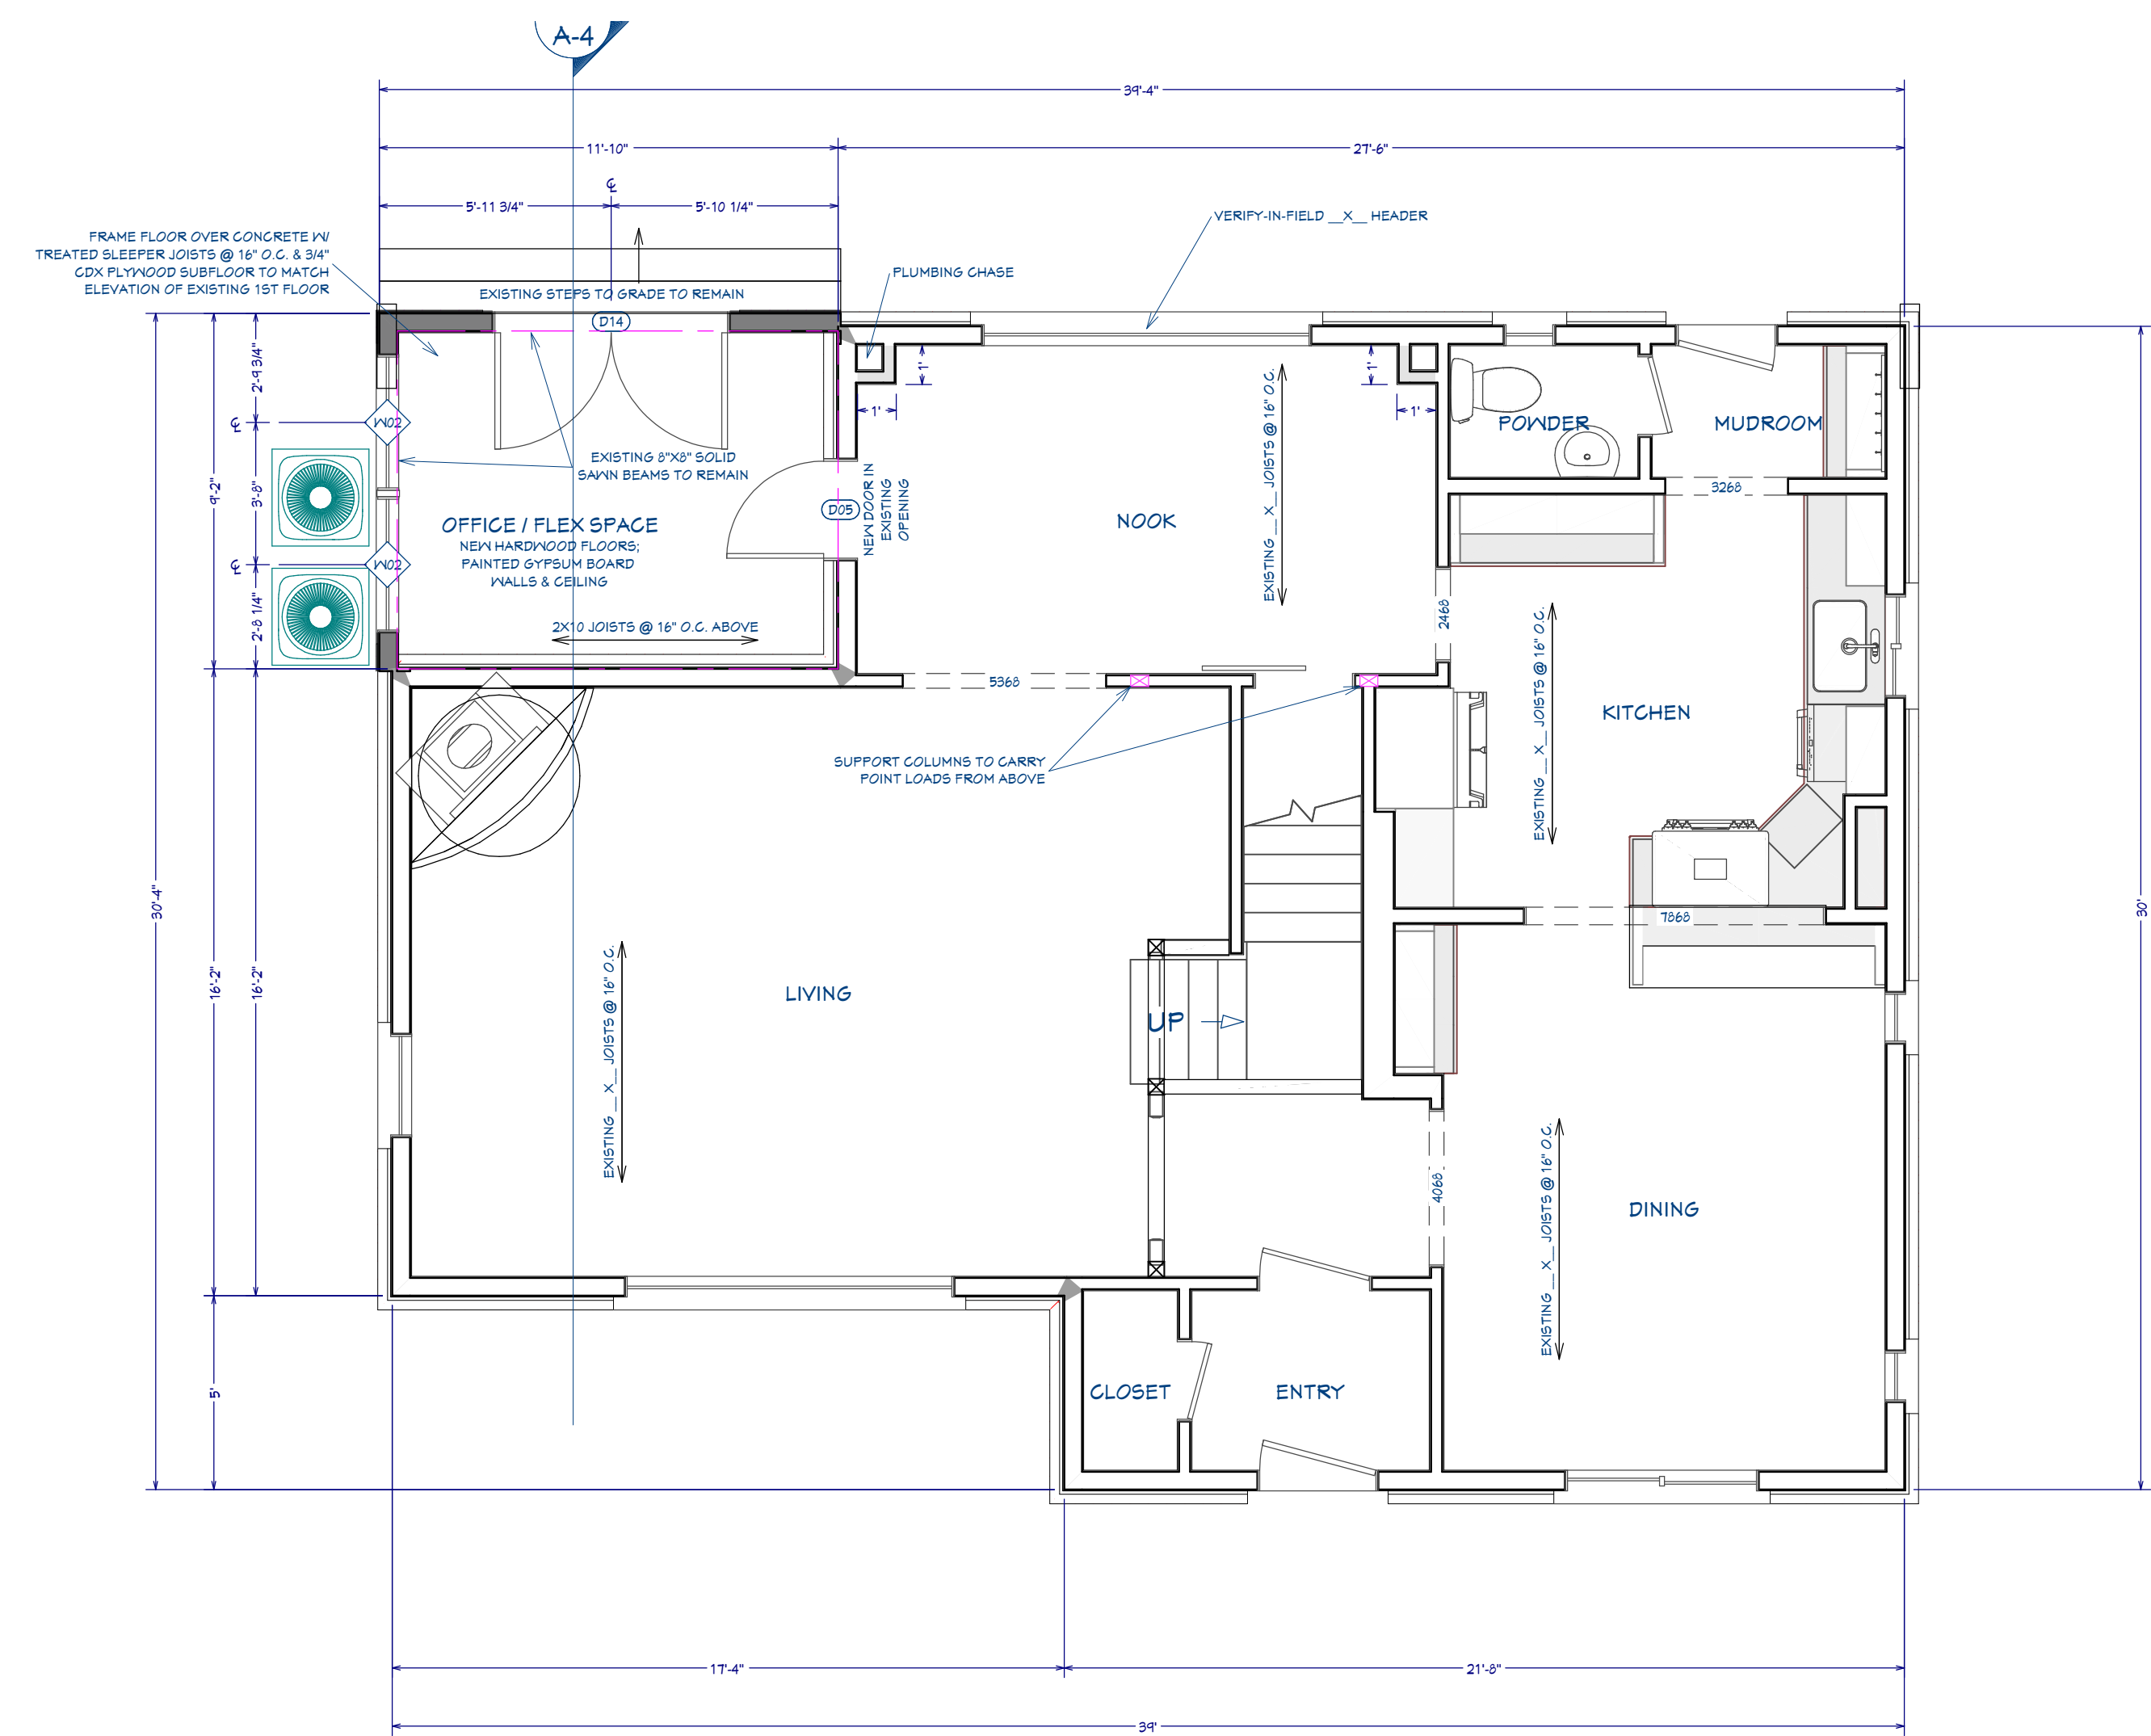 A-4
39'-4"
11'-10"
27'-6"
5'-11 3/4"
5'-10 1/4"
VERIFY-IN-FIELD __X__ HEADER
FRAME FLOOR OVER CONCRETE W/
TREATED SLEEPER JOISTS @ 16" O.C. & 3/4"
CDX PLYWOOD SUBFLOOR TO MATCH
ELEVATION OF EXISTING 1ST FLOOR
PLUMBING CHASE
EXISTING STEPS TO GRADE TO REMAIN
D14
2'-9 3/4"
1'
1'
1'
1'
W02
EXISTING 8"X8" SOLID
SAWN BEAMS TO REMAIN
POWDER
MUDROOM
9'-2"
3'-8"
3268
D05
NEW DOOR IN
EXISTING
OPENING
EXISTING __X__ JOISTS @ 16" O.C.
OFFICE / FLEX SPACE
NEW HARDWOOD FLOORS;
PAINTED GYPSUM BOARD
WALLS & CEILING
NOOK
W02
2'-8 1/4"
2X10 JOISTS @ 16" O.C. ABOVE
2468
5368
EXISTING __X__ JOISTS @ 16" O.C.
KITCHEN
SUPPORT COLUMNS TO CARRY
POINT LOADS FROM ABOVE
30'-4"
30'
7868
16'-2"
16'-2"
LIVING
UP
EXISTING __X__ JOISTS @ 16" O.C.
4068
EXISTING __X__ JOISTS @ 16" O.C.
DINING
5'
CLOSET
ENTRY
17'-4"
21'-8"
39'